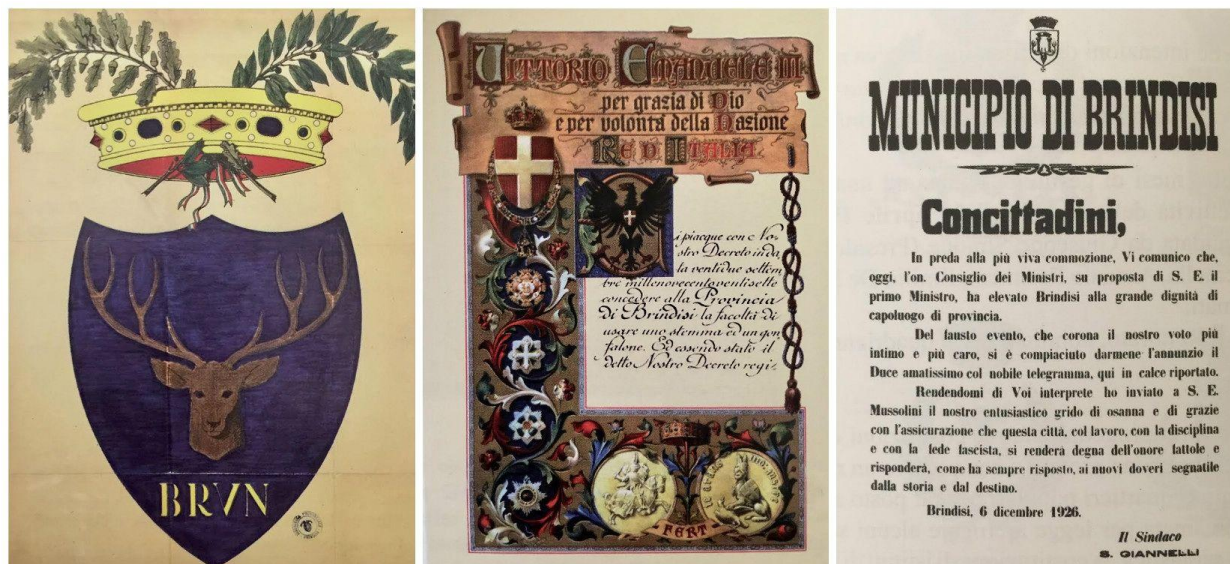 BRVN
VITTORIO EMANUELE III
per grazia di Dio
e per volontà della Nazione
RE D'ITALIA
i piacque con No-
stro Decreto in da-
ta ventidue settem-
bre millenovecentoventisette
concedere alla Provincia
di Brindisi la facoltà di
usare uno stemma ed un gon-
falone. Ed essendo stato il
detto Nostro Decreto regi-
FERT
MUNICIPIO DI BRINDISI
Concittadini,
In preda alla più viva commozione, Vi comunico che,
oggi, l'on. Consiglio dei Ministri, su proposta di S. E. il
primo Ministro, ha elevato Brindisi alla grande dignità di
capoluogo di provincia.
Del fausto evento, che corona il nostro voto più
intimo e più caro, si è compiaciuto darmene l'annunzio il
Duce amatissimo col nobile telegramma, qui in calce riportato.
Rendendomi di Voi interprete ho inviato a S. E.
Mussolini il nostro entusiastico grido di osanna e di grazie
con l'assicurazione che questa città, col lavoro, con la disciplina
e con la fede fascista, si renderà degna dell'onore fattole e
risponderà, come ha sempre risposto, ai nuovi doveri segnatile
dalla storia e dal destino.
Brindisi, 6 dicembre 1926.
Il Sindaco
S. GIANNELLI